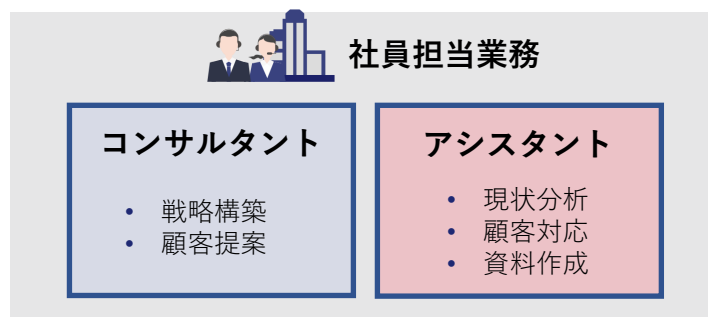 社員担当業務
コンサルタント
• 戦略構築
• 顧客提案
アシスタント
• 現状分析
• 顧客対応
• 資料作成